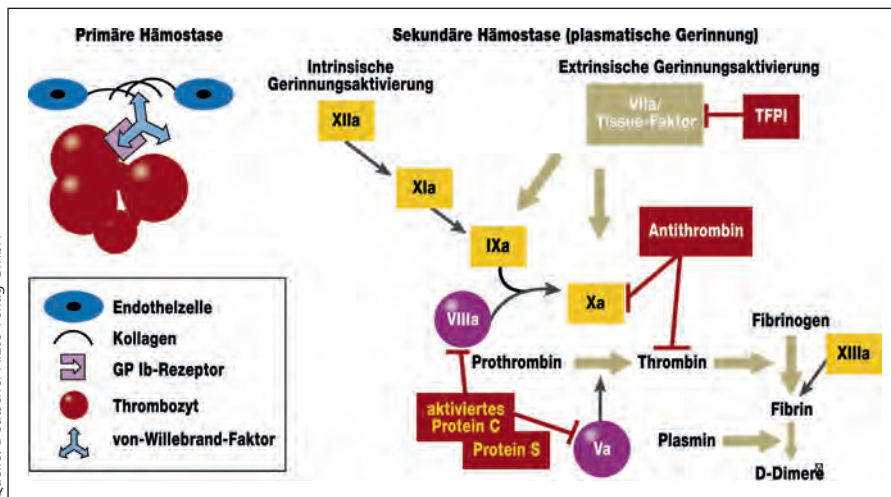 Primäre Hämostase
Endothelzelle
Kollagen
GP Ib-Rezeptor
Thrombozyt
von-Willebrand-Faktor
Sekundäre Hämostase (plasmatische Gerinnung)
Intrinsische
Gerinnungsaktivierung
Extrinsische Gerinnungsaktivierung
XIIa
VIIa/
Tissue-Faktor
TFPI
XIa
IXa
Antithrombin
VIIIa
Xa
Fibrinogen
Prothrombin
Thrombin
XIIIa
aktiviertes
Protein C
Protein S
Va
Fibrin
Plasmin
D-Dimere